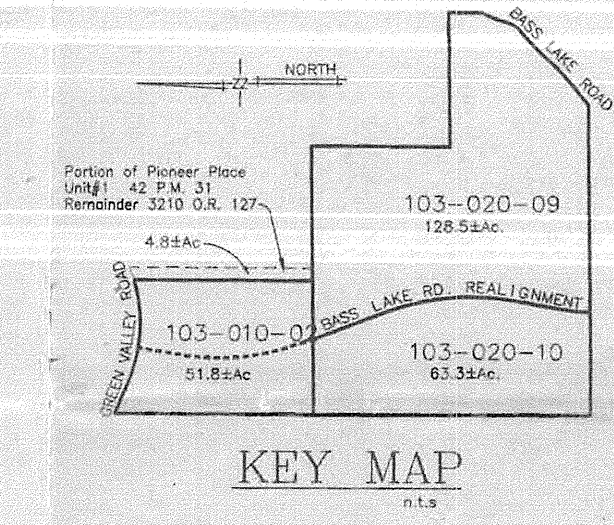 BASS LAKE ROAD
NORTH
Portion of Pioneer Place
Unit#1 42 P.M. 31
Remainder 3210 O.R. 127
103-020-09
128.5±Ac.
4.8±Ac
GREEN VALLEY ROAD
BASS LAKE RD. REALIGNMENT
103-010-02
51.8±Ac
103-020-10
63.3±Ac.
KEY MAP
n.t.s